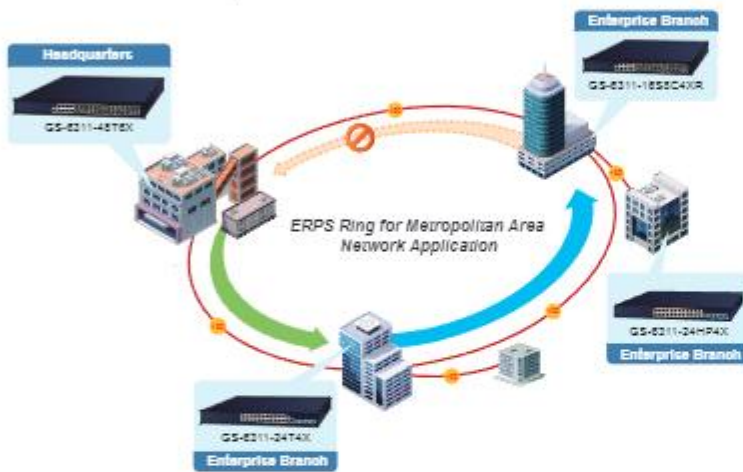 Headquarters
GS-6311-48T6X
Enterprise Branch
GS-6311-16S8C4XR
ERPS Ring for Metropolitan Area
Network Application
GS-6311-24HP4X
Enterprise Branch
GS-6311-24T4X
Enterprise Branch